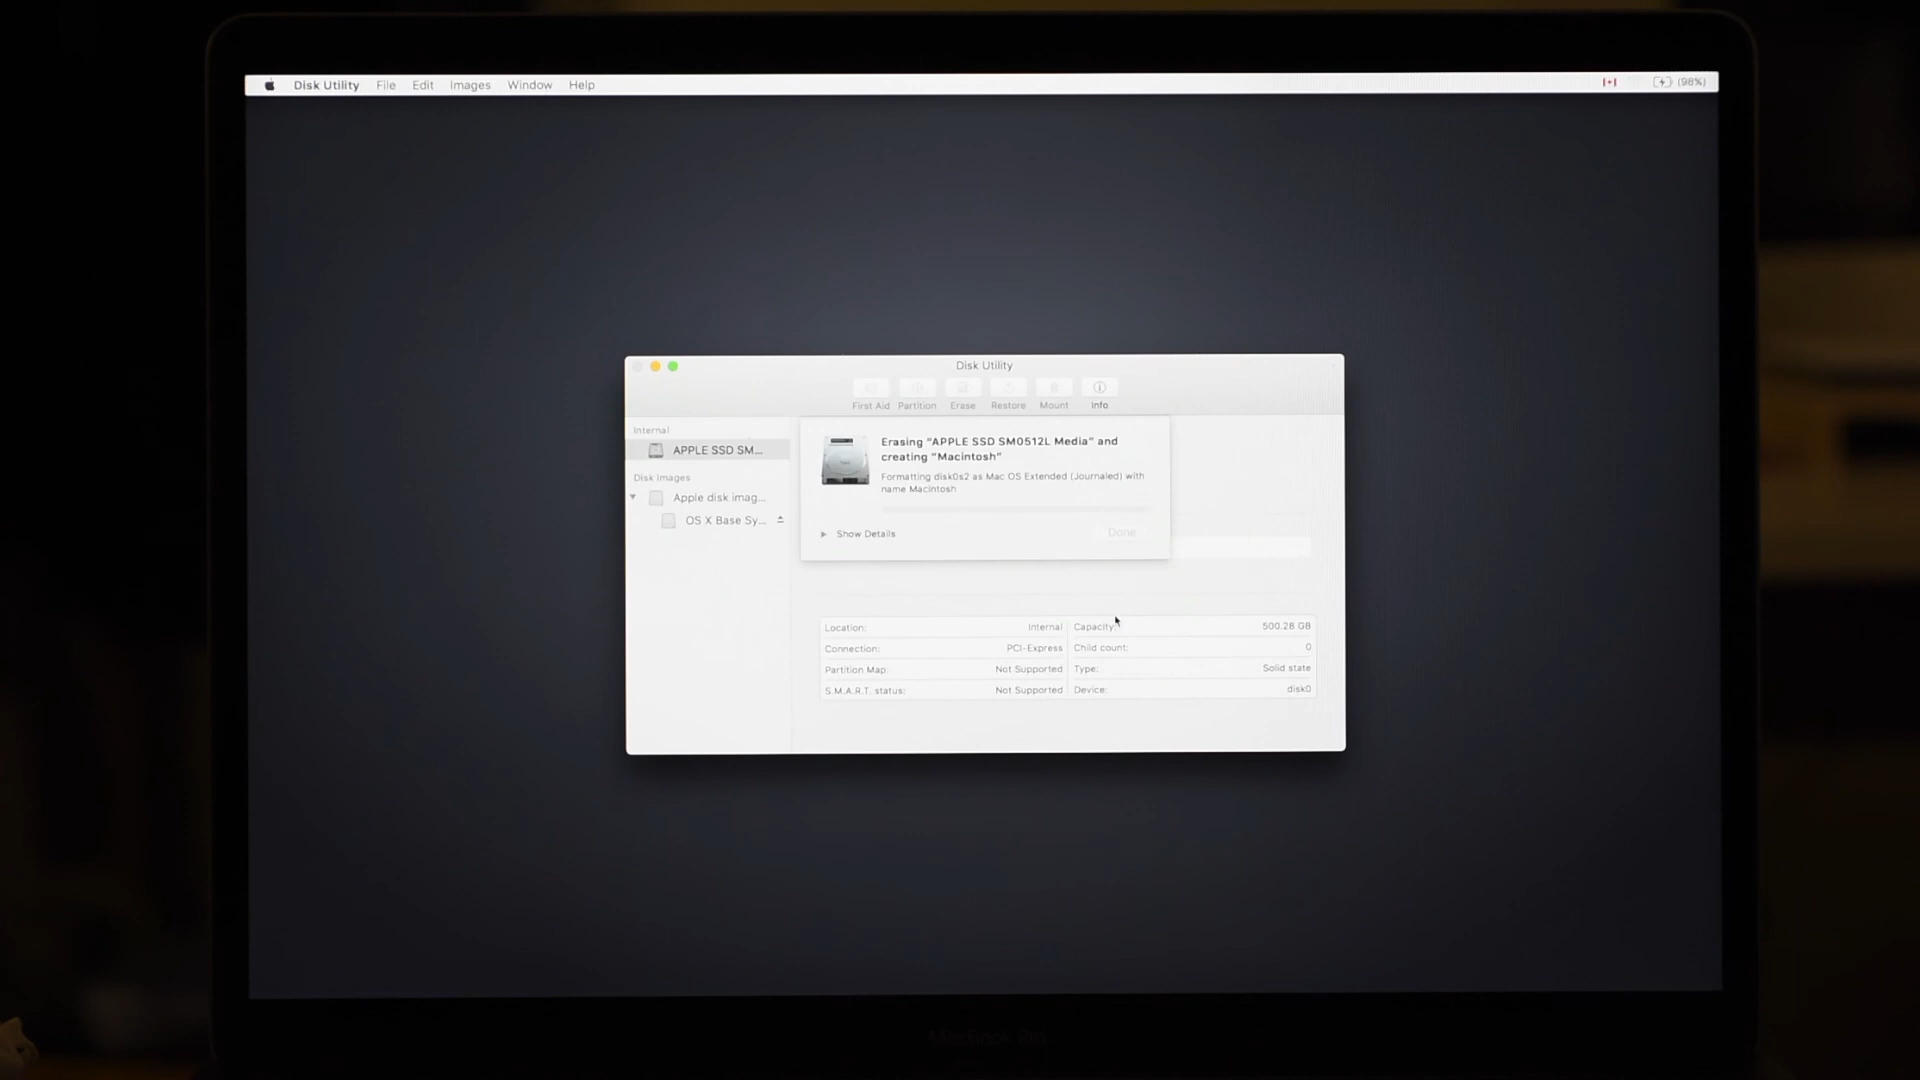 Disk Utility File Edit Images Window Help (98%)
Disk Utility
First Aid Partition Erase Restore Mount Info
Internal
APPLE SSD SM...
Disk Images
Apple disk imag...
OS X Base Sy...
Erasing "APPLE SSD SM0512L Media" and
creating "Macintosh"
Formatting disk0s2 as Mac OS Extended (Journaled) with
name Macintosh
Show Details Done
Location: Internal Capacity: 500.28 GB
Connection: PCI-Express Child count: 0
Partition Map: Not Supported Type: Solid state
S.M.A.R.T. status: Not Supported Device: disk0
MacBook Pro